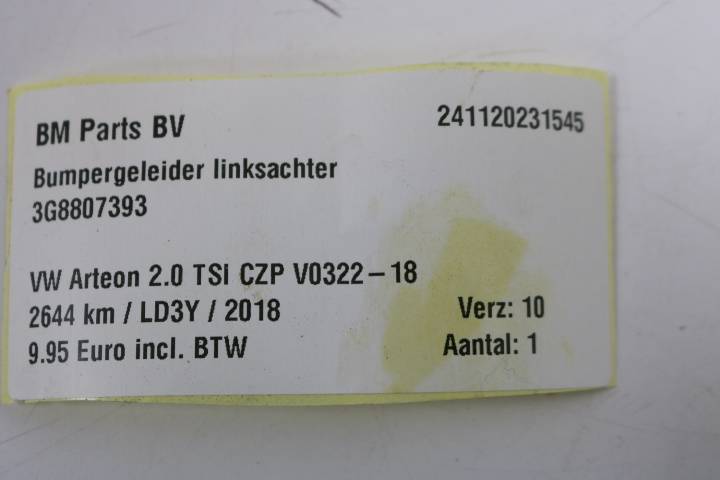 BM Parts BV 241120231545
Bumpergeleider linksachter
3G8807393
VW Arteon 2.0 TSI CZP V0322-18
2644 km / LD3Y / 2018 Verz: 10
9.95 Euro incl. BTW Aantal: 1